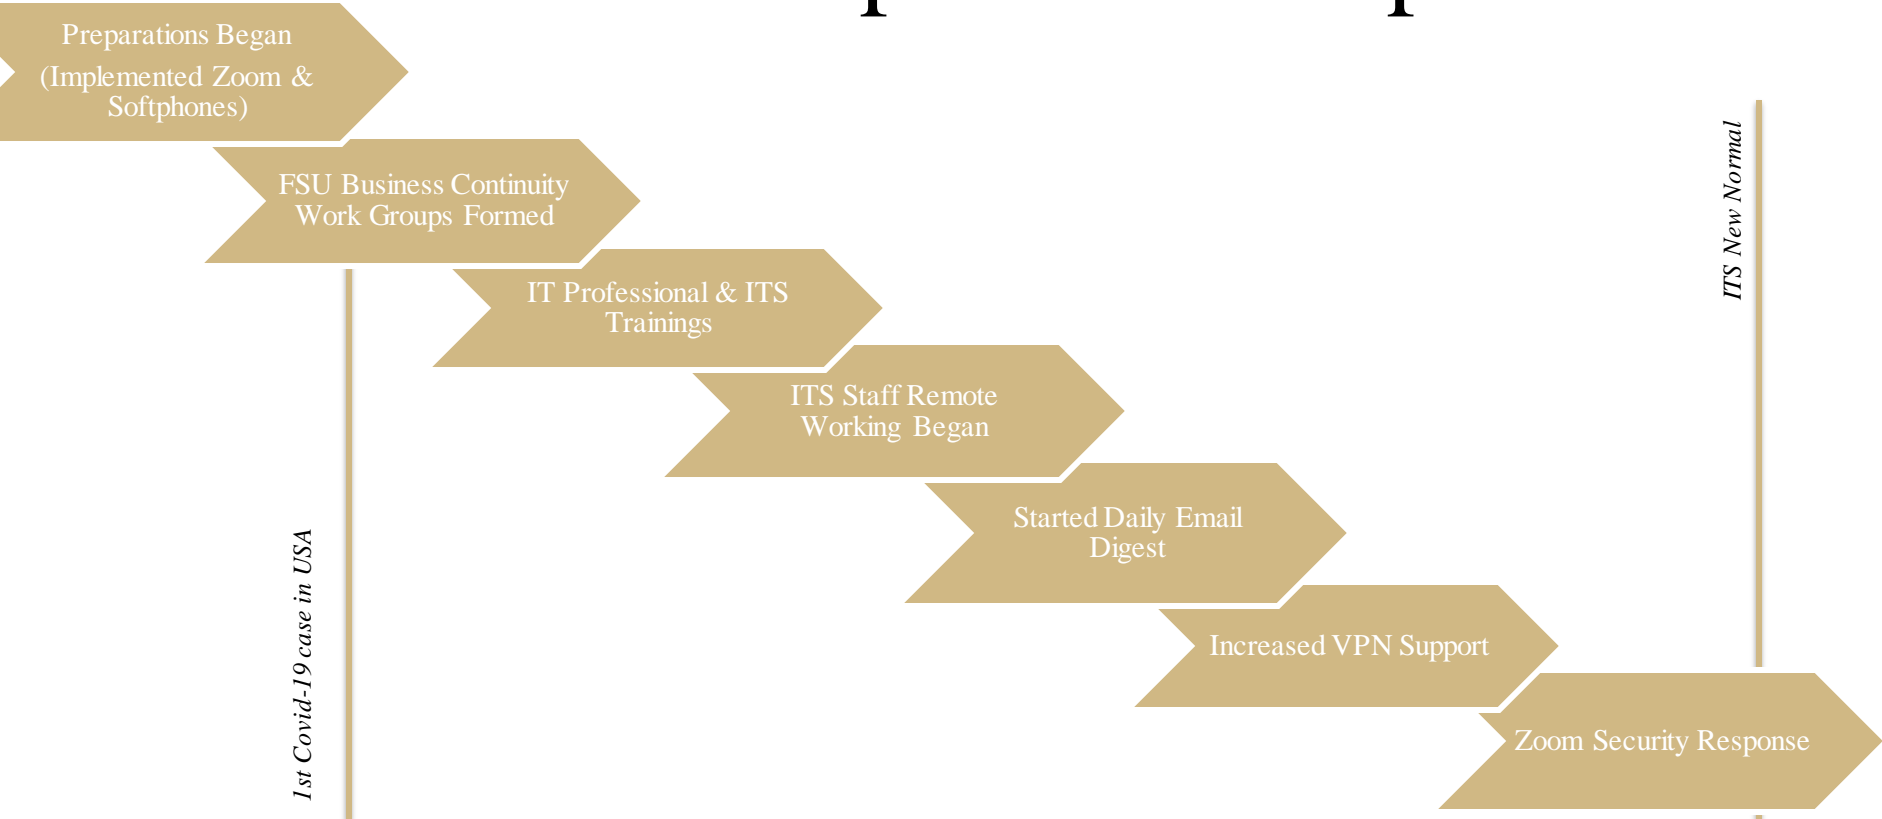 Preparations Began
(Implemented Zoom &
Softphones)
FSU Business Continuity
Work Groups Formed
IT Professional & ITS
Trainings
ITS Staff Remote
Working Began
Started Daily Email
Digest
Increased VPN Support
Zoom Security Response
1st Covid-19 case in USA
ITS New Normal